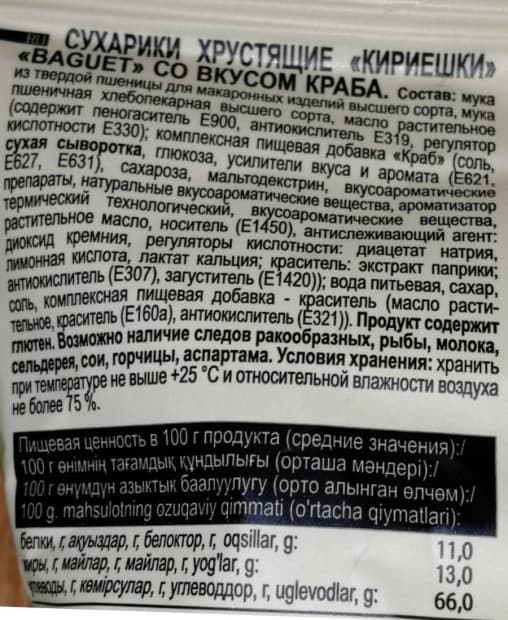 RU СУХАРИКИ ХРУСТЯЩИЕ «КИРИЕШКИ»
«BAGUET» СО ВКУСОМ КРАБА. Состав: мука
из твердой пшеницы для макаронных изделий высшего сорта, мука
пшеничная хлебопекарная высшего сорта, масло растительное
(содержит пеногаситель Е900, антиокислитель Е319, регулятор
кислотности Е330); комплексная пищевая добавка «Краб» (соль,
сухая сыворотка, глюкоза, усилители вкуса и аромата (Е621,
Е627, Е631), сахароза, мальтодекстрин, вкусоароматические
препараты, натуральные вкусоароматические вещества, ароматизатор
термический технологический, вкусоароматические вещества,
растительное масло, носитель (Е1450), антислеживающий агент:
диоксид кремния, регуляторы кислотности: диацетат натрия,
лимонная кислота, лактат кальция; краситель: экстракт паприки;
антиокислитель (Е307), загуститель (Е1420)); вода питьевая, сахар,
соль, комплексная пищевая добавка - краситель (масло расти-
тельное, краситель (Е160а), антиокислитель (Е321)). Продукт содержит
глютен. Возможно наличие следов ракообразных, рыбы, молока,
сельдерея, сои, горчицы, аспартама. Условия хранения: хранить
при температуре не выше +25 °С и относительной влажности воздуха
не более 75 %.
Пищевая ценность в 100 г продукта (средние значения):/
100 г өнімнің тағамдық құндылығы (орташа мәндері):/
100 г өнүмдүн азыктык баалуулугу (орто алынган өлчөм):/
100 g. mahsulotning ozuqaviy qimmati (o'rtacha qiymatlari):
белки, г, ақуыздар, г, белоктор, г, oqsillar, g: 11,0
жиры, г, майлар, г, майлар, г, yog'lar, g: 13,0
углеводы, г, көмірсулар, г, углеводдор, г, uglevodlar, g: 66,0